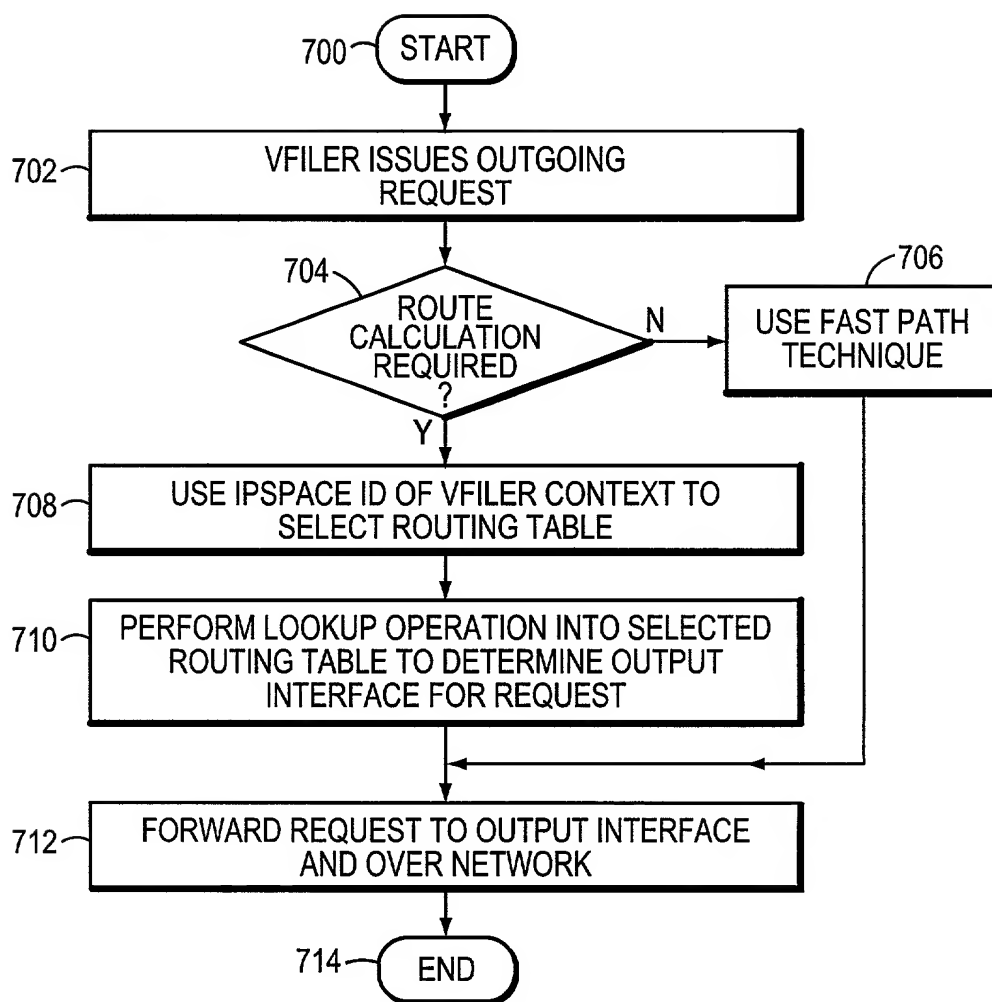 700
START
702
VFILER ISSUES OUTGOING
REQUEST
704
ROUTE
CALCULATION
REQUIRED
?
N
Y
706
USE FAST PATH
TECHNIQUE
708
USE IPSPACE ID OF VFILER CONTEXT TO
SELECT ROUTING TABLE
710
PERFORM LOOKUP OPERATION INTO SELECTED
ROUTING TABLE TO DETERMINE OUTPUT
INTERFACE FOR REQUEST
712
FORWARD REQUEST TO OUTPUT INTERFACE
AND OVER NETWORK
714
END